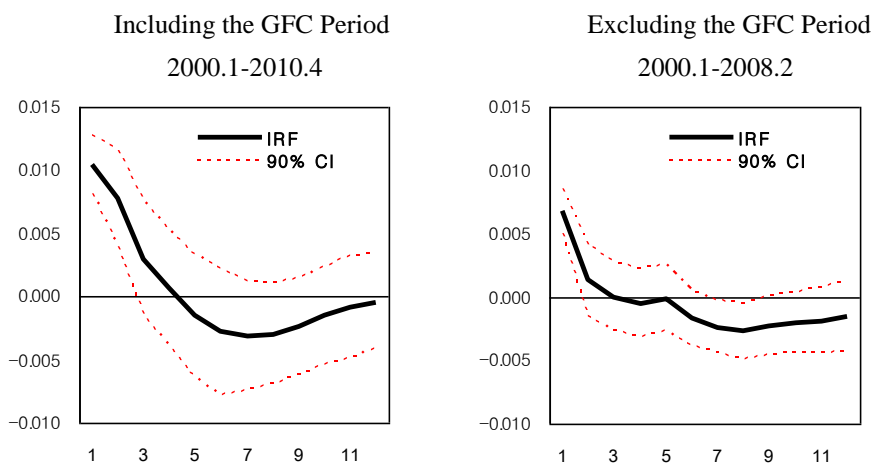 Including the GFC Period
2000.1-2010.4
0.015
0.010
0.005
0.000
−0.005
−0.010
IRF
90% CI
1 3 5 7 9 11
Excluding the GFC Period
2000.1-2008.2
0.015
0.010
0.005
0.000
−0.005
−0.010
IRF
90% CI
1 3 5 7 9 11